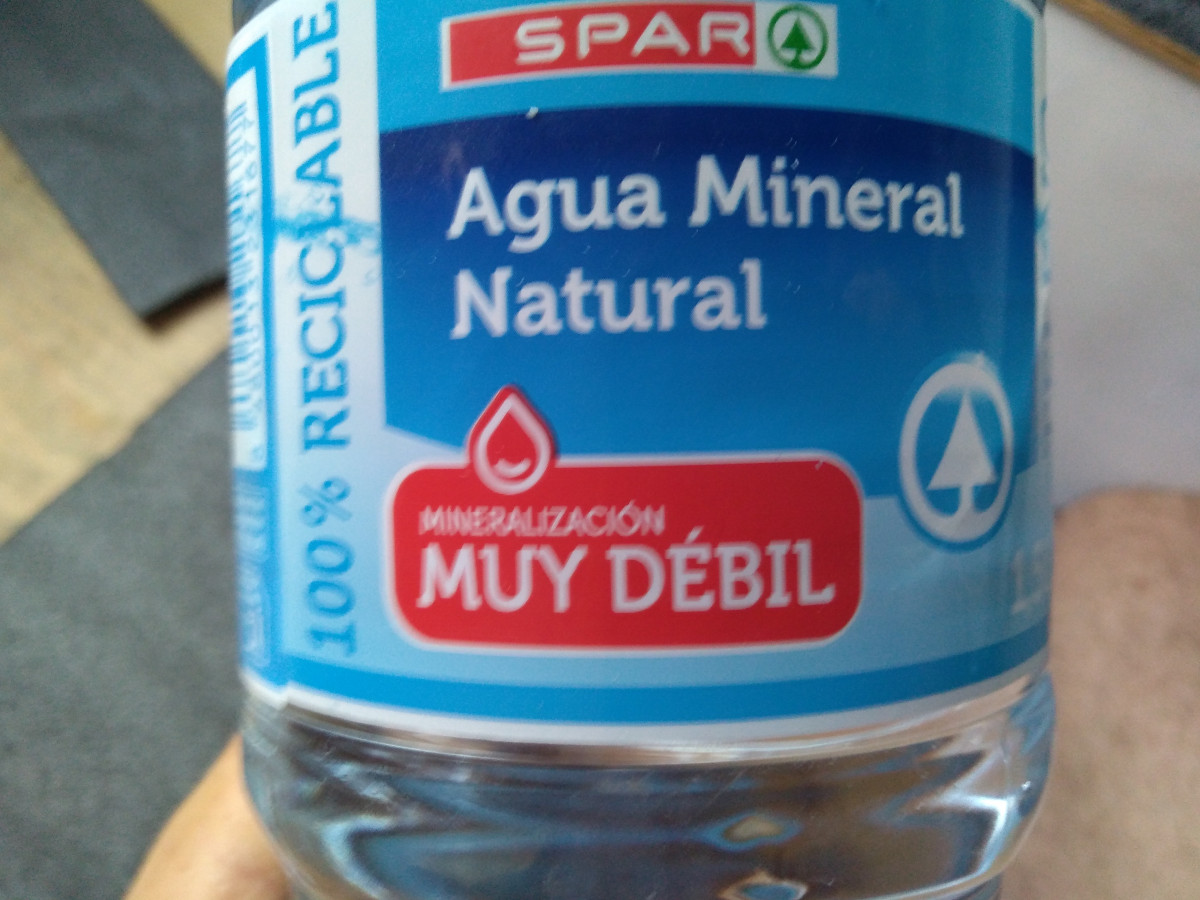 SPAR
Agua Mineral
Natural
MINERALIZACIÓN
MUY DÉBIL
100% RECICLABLE